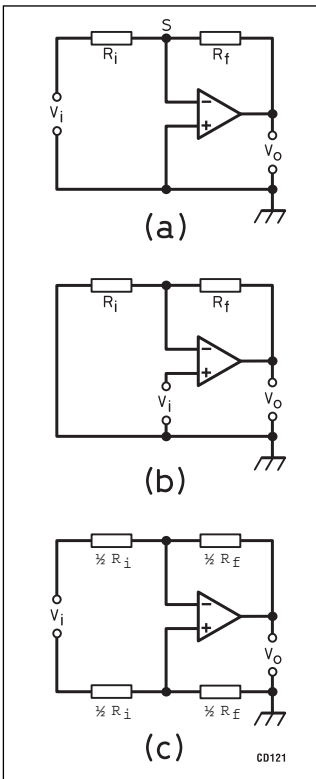 S
Ri Rf
Vi
−
+
Vo
(a)
Ri Rf
−
+
Vi
Vo
(b)
½ Ri ½ Rf
Vi
−
+
Vo
½ Ri ½ Rf
(c)
CD121